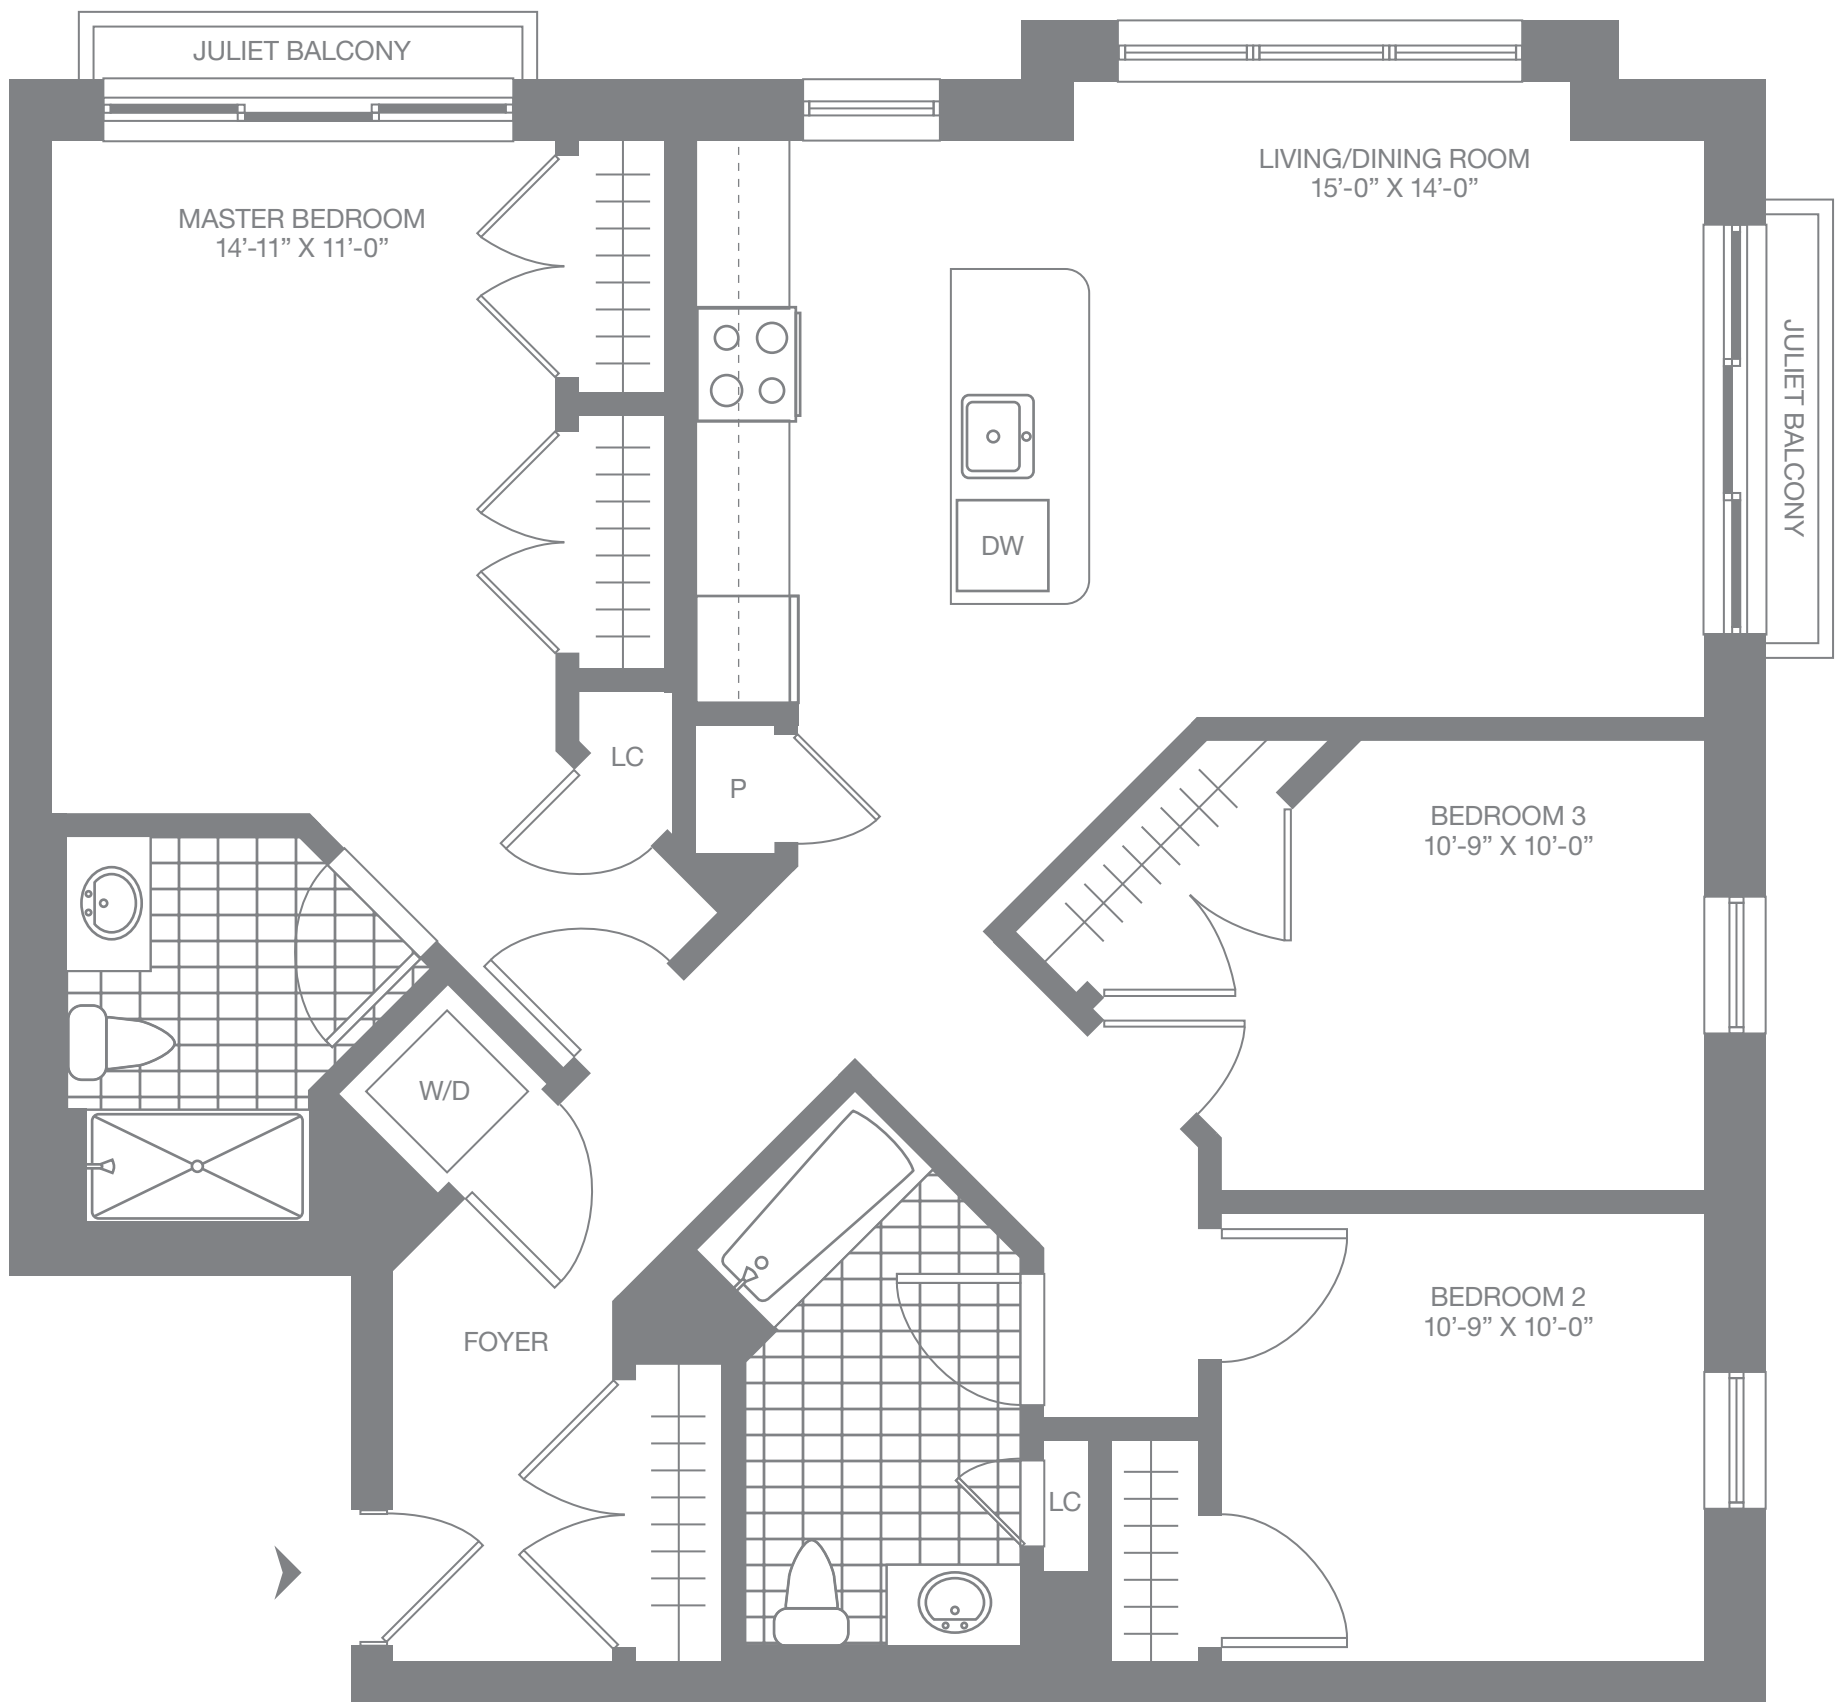 JULIET BALCONY
LIVING/DINING ROOM
15’-0” X 14’-0”
MASTER BEDROOM
14’-11” X 11’-0”
JULIET BALCONY
DW
LC
P
BEDROOM 3
10’-9” X 10’-0”
W/D
BEDROOM 2
10’-9” X 10’-0”
FOYER
LC